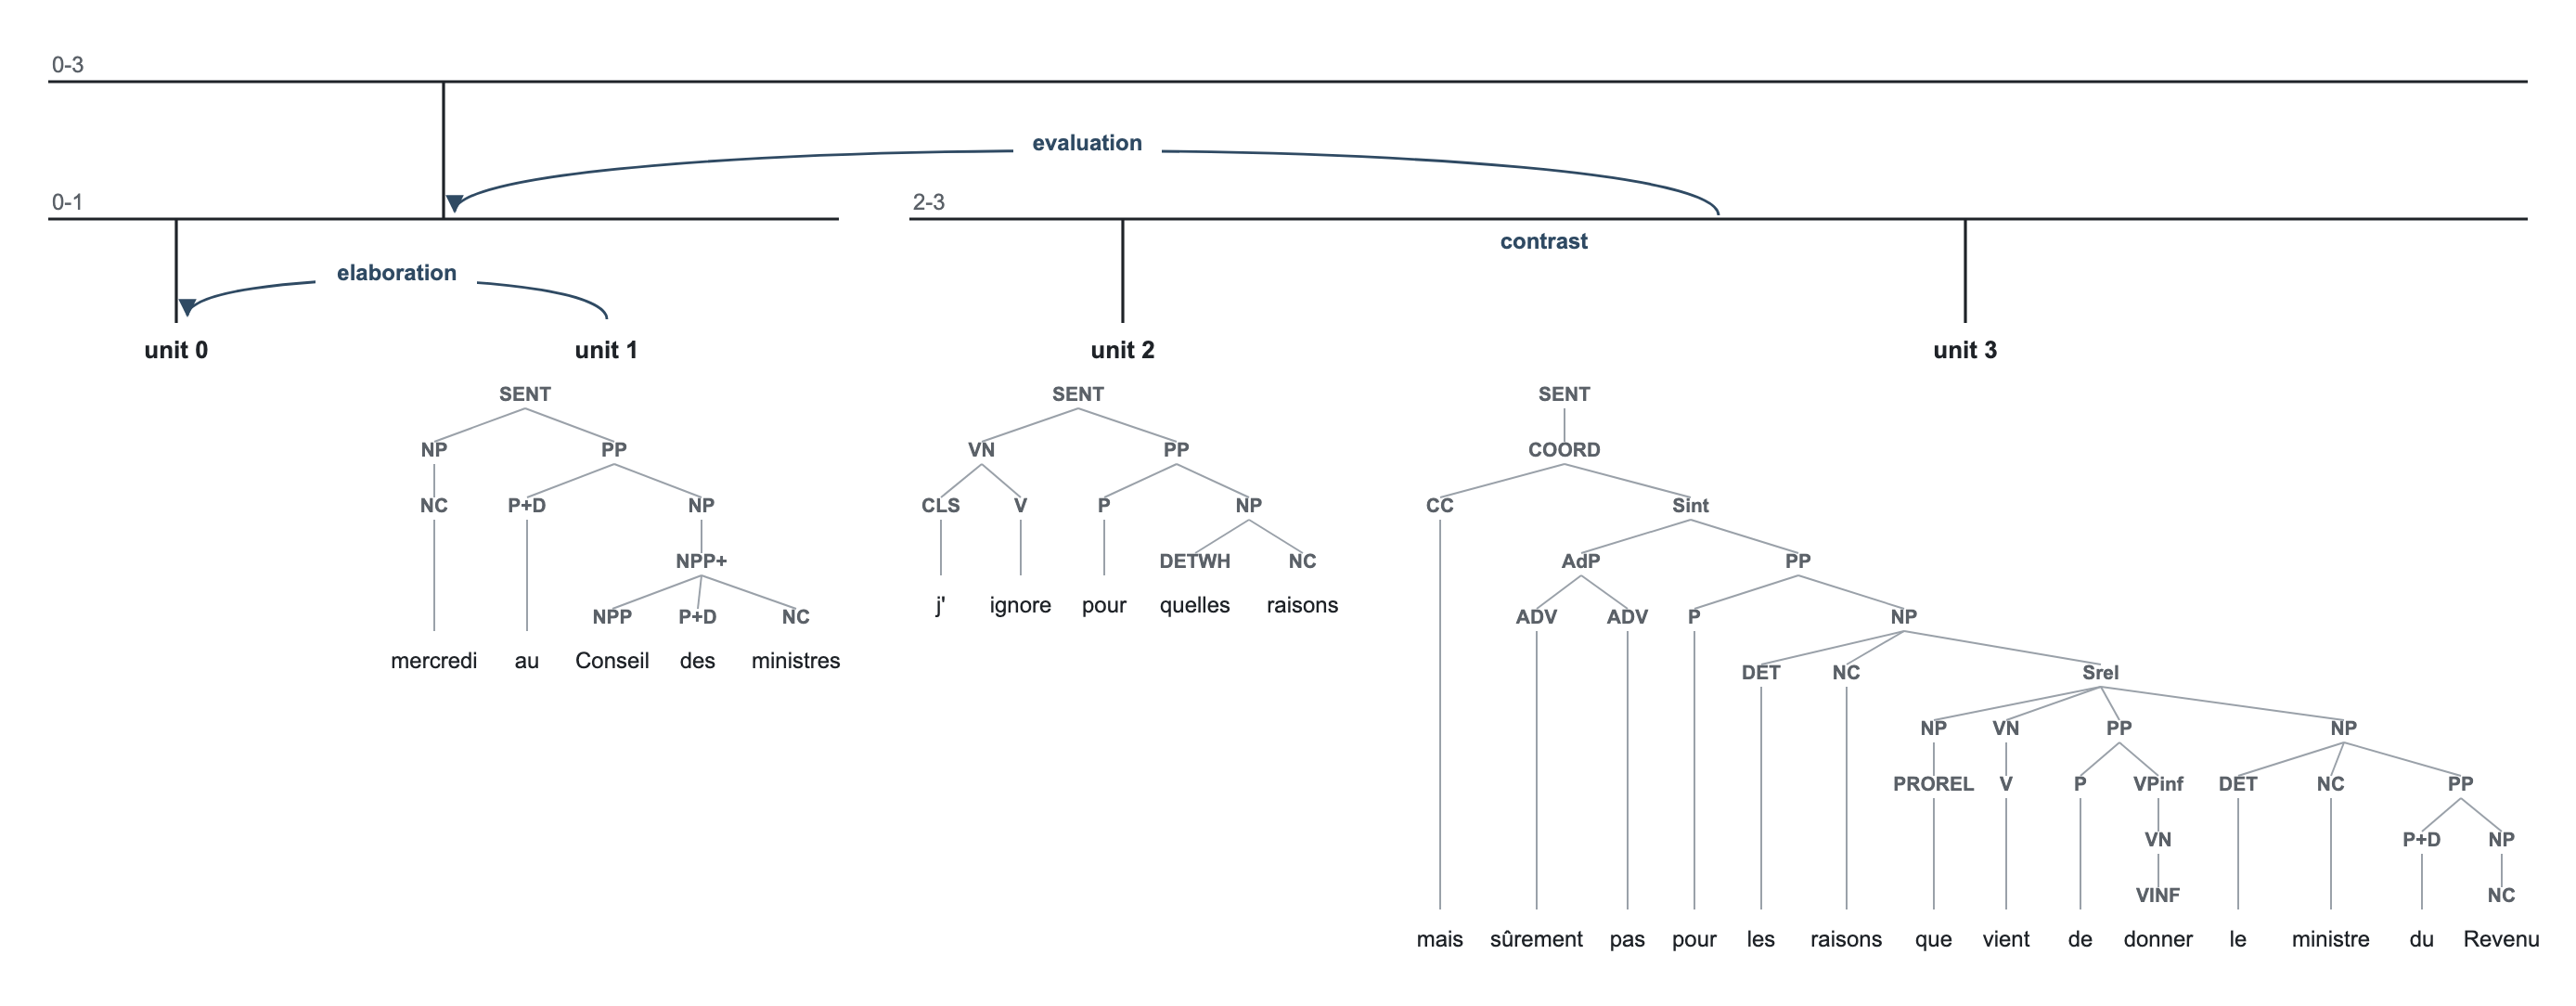 0-3
evaluation
0-1 2-3
contrast
elaboration
unit 0 unit 1 unit 2 unit 3
SENT SENT SENT
NP PP VN PP COORD
NC P+D NP CLS V P NP CC Sint
NPP+ DETWH NC AdP PP
j' ignore pour quelles raisons
NPP P+D NC ADV ADV P NP
mercredi au Conseil des ministres
DET NC Srel
NP VN PP NP
PROREL V P VPinf DET NC PP
VN P+D NP
VINF NC
mais sûrement pas pour les raisons que vient de donner le ministre du Revenu